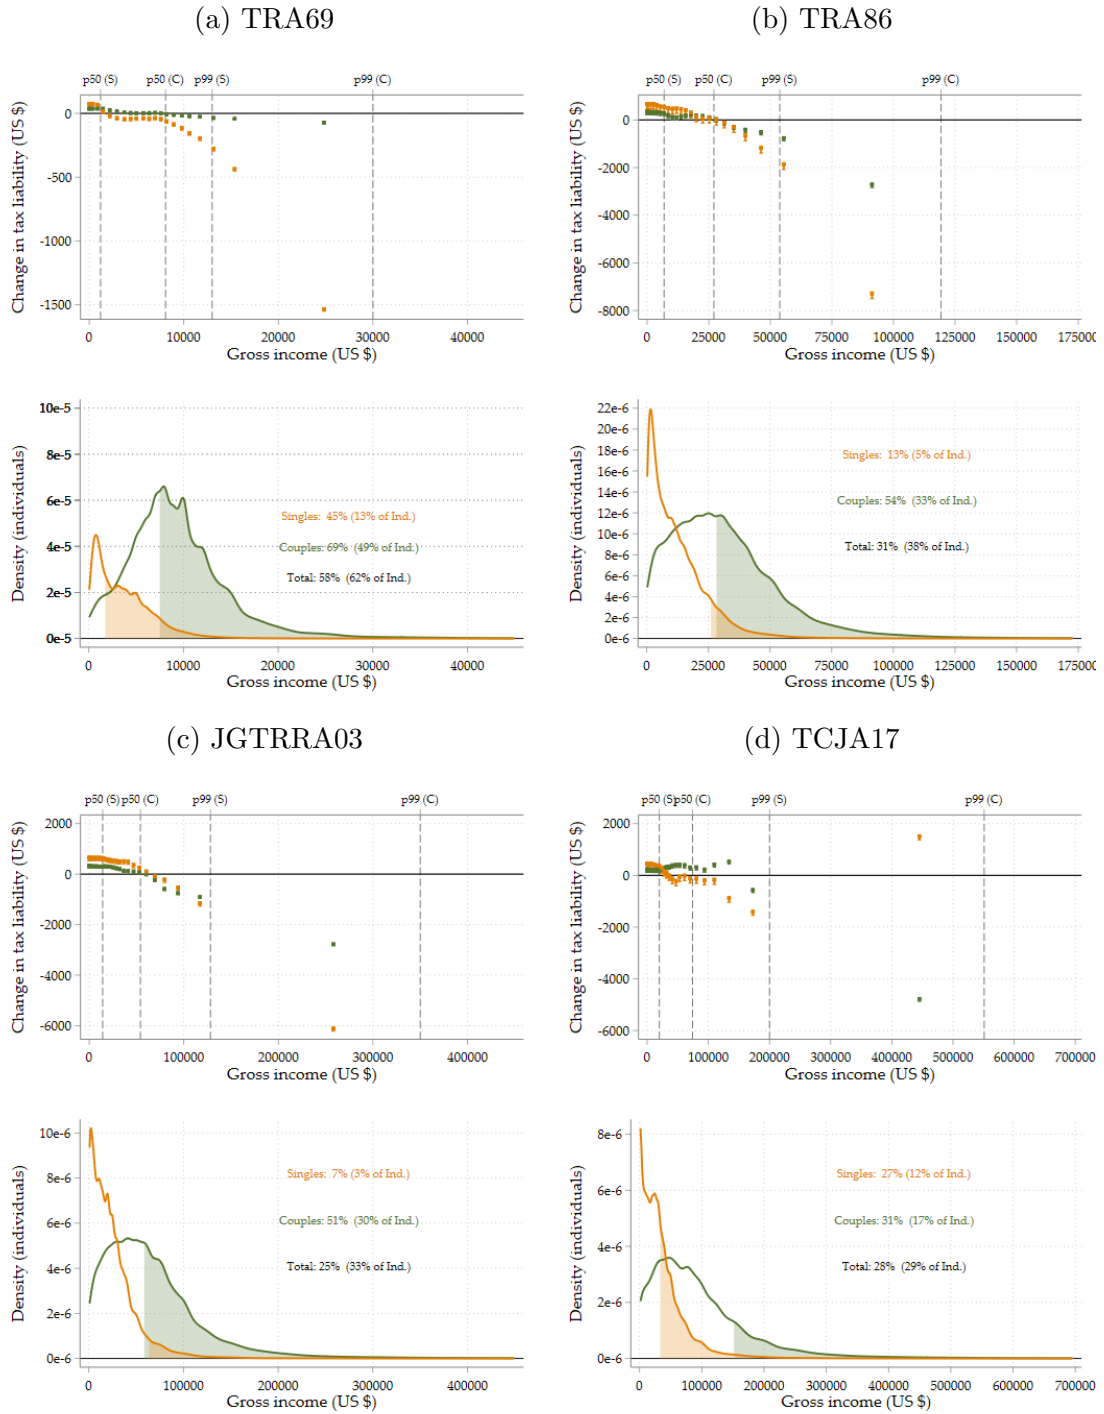 (a) TRA69
p50 (S) p50 (C) p99 (S) p99 (C)
Change in tax liability (US $)
0
-500
-1000
-1500
0 10000 20000 30000 40000
Gross income (US $)
Density (individuals)
10e-5
8e-5
6e-5
4e-5
2e-5
0e-5
Singles: 45% (13% of Ind.)
Couples: 69% (49% of Ind.)
Total: 58% (62% of Ind.)
0 10000 20000 30000 40000
Gross income (US $)
(b) TRA86
p50 (S) p50 (C) p99 (S) p99 (C)
Change in tax liability (US $)
0
-2000
-4000
-6000
-8000
0 25000 50000 75000 100000 125000 150000 175000
Gross income (US $)
Density (individuals)
22e-6
20e-6
18e-6
16e-6
14e-6
12e-6
10e-6
8e-6
6e-6
4e-6
2e-6
0e-6
Singles: 13% (5% of Ind.)
Couples: 54% (33% of Ind.)
Total: 31% (38% of Ind.)
0 25000 50000 75000 100000 125000 150000 175000
Gross income (US $)
(c) JGTRRA03
p50 (S) p50 (C) p99 (S) p99 (C)
Change in tax liability (US $)
2000
0
-2000
-4000
-6000
0 100000 200000 300000 400000
Gross income (US $)
Density (individuals)
10e-6
8e-6
6e-6
4e-6
2e-6
0e-6
Singles: 7% (3% of Ind.)
Couples: 51% (30% of Ind.)
Total: 25% (33% of Ind.)
0 100000 200000 300000 400000
Gross income (US $)
(d) TCJA17
p50 (S) p50 (C) p99 (S) p99 (C)
Change in tax liability (US $)
2000
0
-2000
-4000
-6000
0 100000 200000 300000 400000 500000 600000 700000
Gross income (US $)
Density (individuals)
8e-6
6e-6
4e-6
2e-6
0e-6
Singles: 27% (12% of Ind.)
Couples: 31% (17% of Ind.)
Total: 28% (29% of Ind.)
0 100000 200000 300000 400000 500000 600000 700000
Gross income (US $)